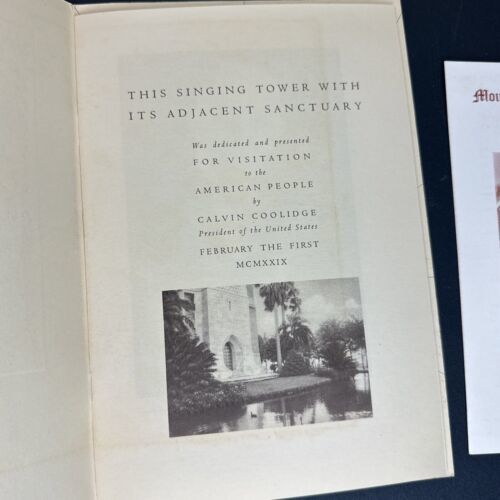 THIS SINGING TOWER WITH
ITS ADJACENT SANCTUARY
Was dedicated and presented
FOR VISITATION
to the
AMERICAN PEOPLE
by
CALVIN COOLIDGE
President of the United States
FEBRUARY THE FIRST
MCMXXIX
Mou